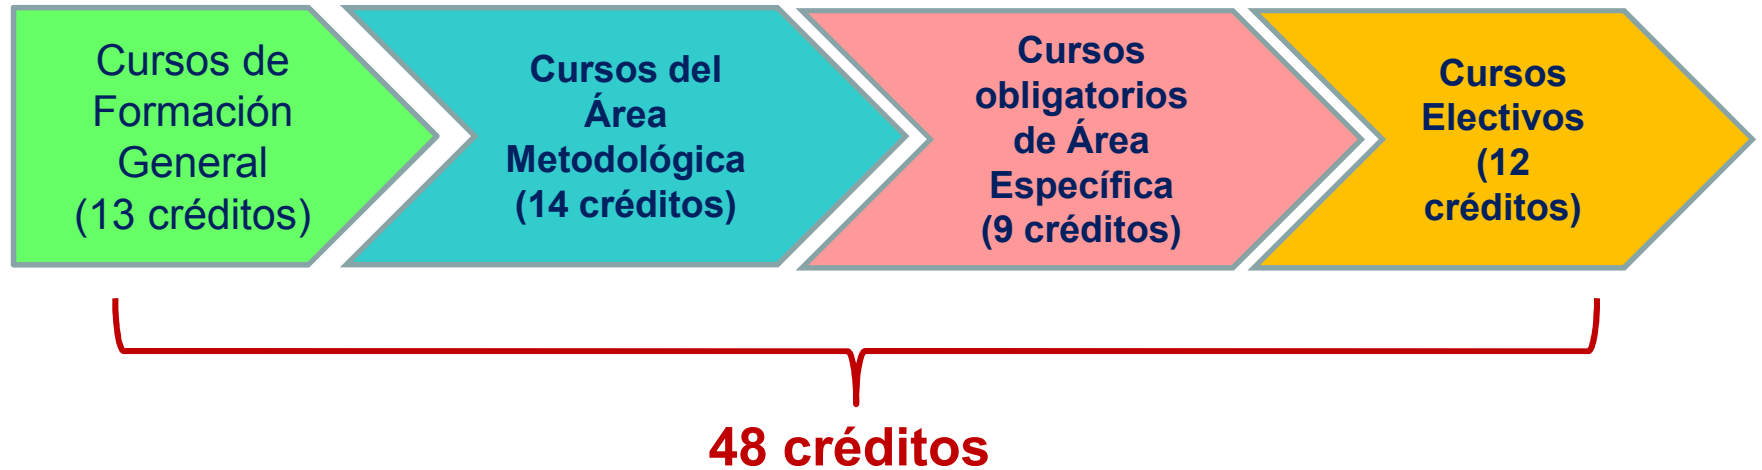 Cursos de
Formación
General
(13 créditos)
Cursos del
Área
Metodológica
(14 créditos)
Cursos
obligatorios
de Área
Específica
(9 créditos)
Cursos
Electivos
(12
créditos)
48 créditos